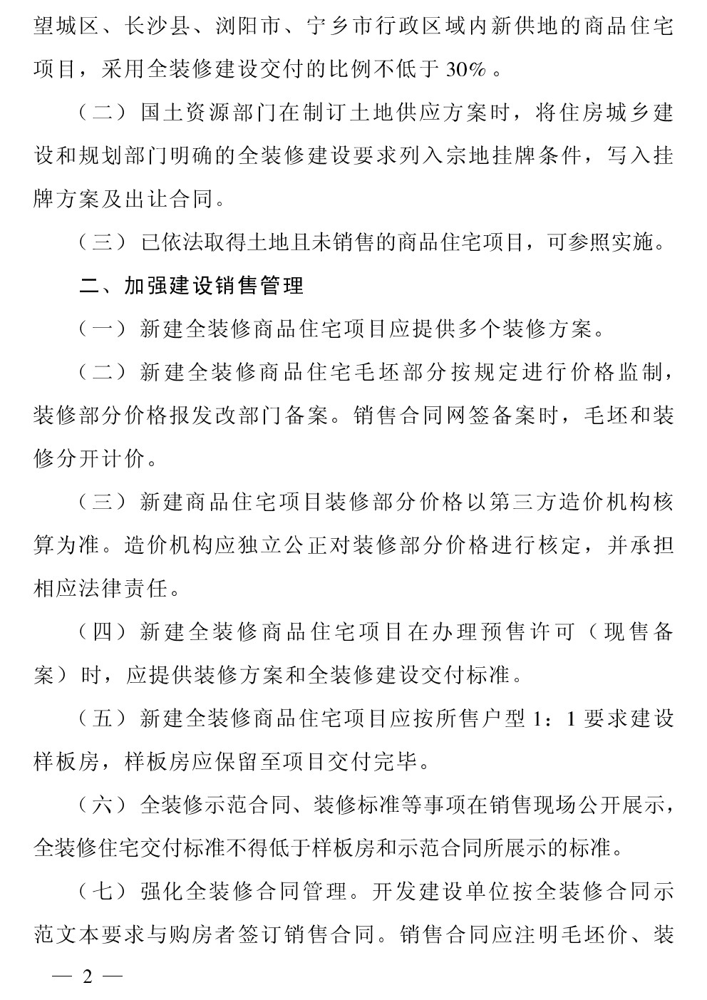 望城区、长沙县、浏阳市、宁乡市行政区域内新供地的商品住宅
项目，采用全装修建设交付的比例不低于 30% 。
（二）国土资源部门在制订土地供应方案时，将住房城乡建
设和规划部门明确的全装修建设要求列入宗地挂牌条件，写入挂
牌方案及出让合同。
（三）已依法取得土地且未销售的商品住宅项目，可参照实施。
二、加强建设销售管理
（一）新建全装修商品住宅项目应提供多个装修方案。
（二）新建全装修商品住宅毛坯部分按规定进行价格监制，
装修部分价格报发改部门备案。销售合同网签备案时，毛坯和装
修分开计价。
（三）新建商品住宅项目装修部分价格以第三方造价机构核
算为准。造价机构应独立公正对装修部分价格进行核定，并承担
相应法律责任。
（四）新建全装修商品住宅项目在办理预售许可（现售备
案）时，应提供装修方案和全装修建设交付标准。
（五）新建全装修商品住宅项目应按所售户型 1：1 要求建设
样板房，样板房应保留至项目交付完毕。
（六）全装修示范合同、装修标准等事项在销售现场公开展示，
全装修住宅交付标准不得低于样板房和示范合同所展示的标准。
（七）强化全装修合同管理。开发建设单位按全装修合同示
范文本要求与购房者签订销售合同。销售合同应注明毛坯价、装
— 2 —